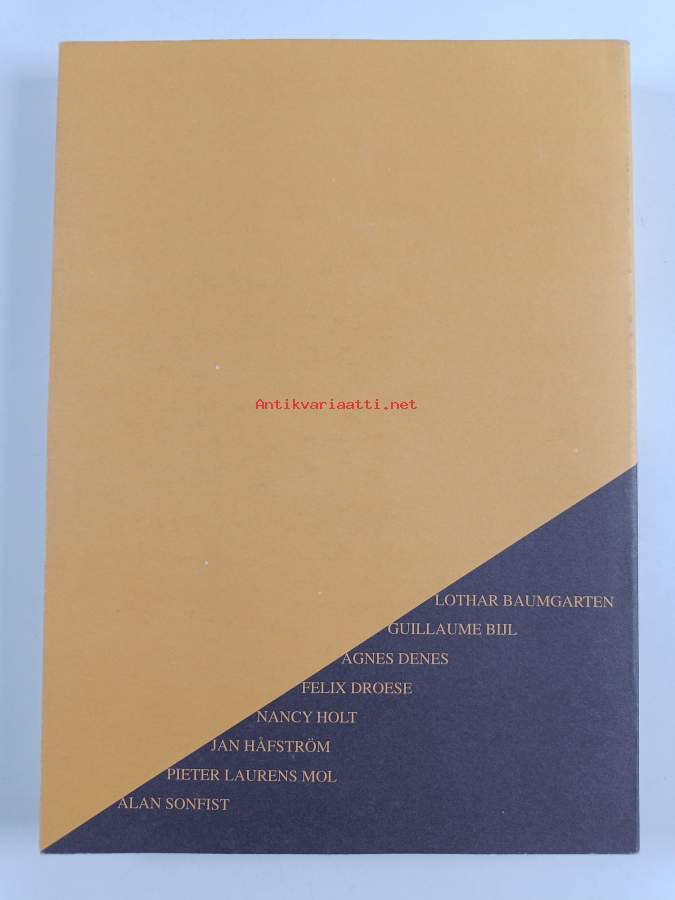 Antikvariaatti.net
LOTHAR BAUMGARTEN
GUILLAUME BIJL
AGNES DENES
FELIX DROESE
NANCY HOLT
JAN HÅFSTRÖM
PIETER LAURENS MOL
ALAN SONFIST